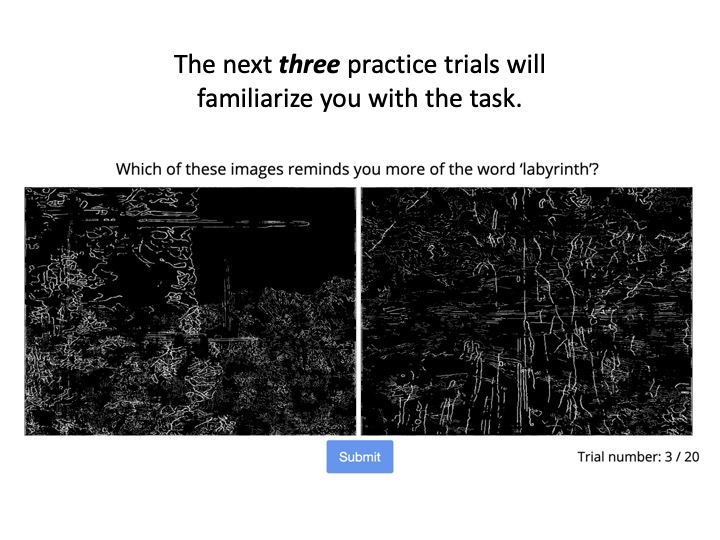 The next three practice trials will
familiarize you with the task.
Which of these images reminds you more of the word ‘labyrinth’?
Submit
Trial number: 3 / 20